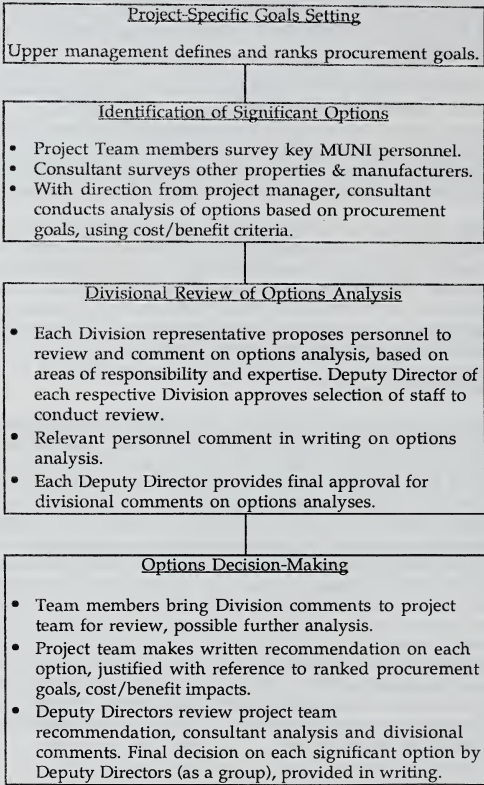 Project-Specific Goals Setting
Upper management defines and ranks procurement goals.
Identification of Significant Options
• Project Team members survey key MUNI personnel.
• Consultant surveys other properties & manufacturers.
• With direction from project manager, consultant
conducts analysis of options based on procurement
goals, using cost/benefit criteria.
Divisional Review of Options Analysis
• Each Division representative proposes personnel to
review and comment on options analysis, based on
areas of responsibility and expertise. Deputy Director of
each respective Division approves selection of staff to
conduct review.
• Relevant personnel comment in writing on options
analysis.
• Each Deputy Director provides final approval for
divisional comments on options analyses.
Options Decision-Making
• Team members bring Division comments to project
team for review, possible further analysis.
• Project team makes written recommendation on each
option, justified with reference to ranked procurement
goals, cost/benefit impacts.
• Deputy Directors review project team
recommendation, consultant analysis and divisional
comments. Final decision on each significant option by
Deputy Directors (as a group), provided in writing.